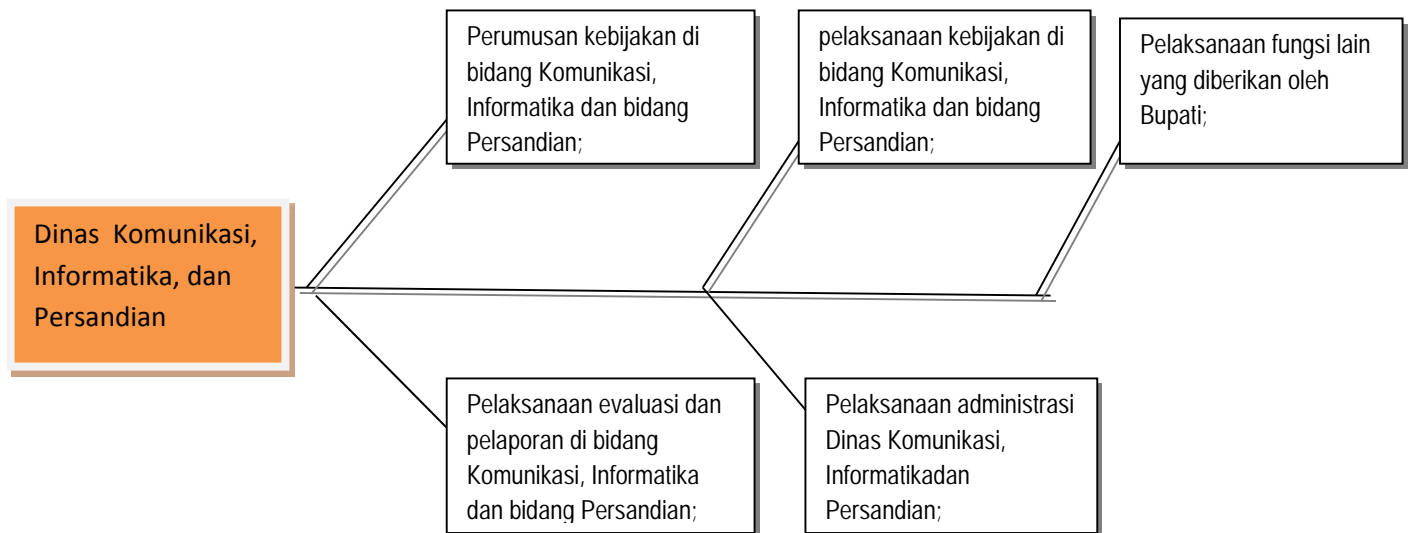 Perumusan kebijakan di
bidang Komunikasi,
Informatika dan bidang
Persandian;
pelaksanaan kebijakan di
bidang Komunikasi,
Informatika dan bidang
Persandian;
Pelaksanaan fungsi lain
yang diberikan oleh
Bupati;
Dinas Komunikasi,
Informatika, dan
Persandian
Pelaksanaan evaluasi dan
pelaporan di bidang
Komunikasi, Informatika
dan bidang Persandian;
Pelaksanaan administrasi
Dinas Komunikasi,
Informatikadan
Persandian;